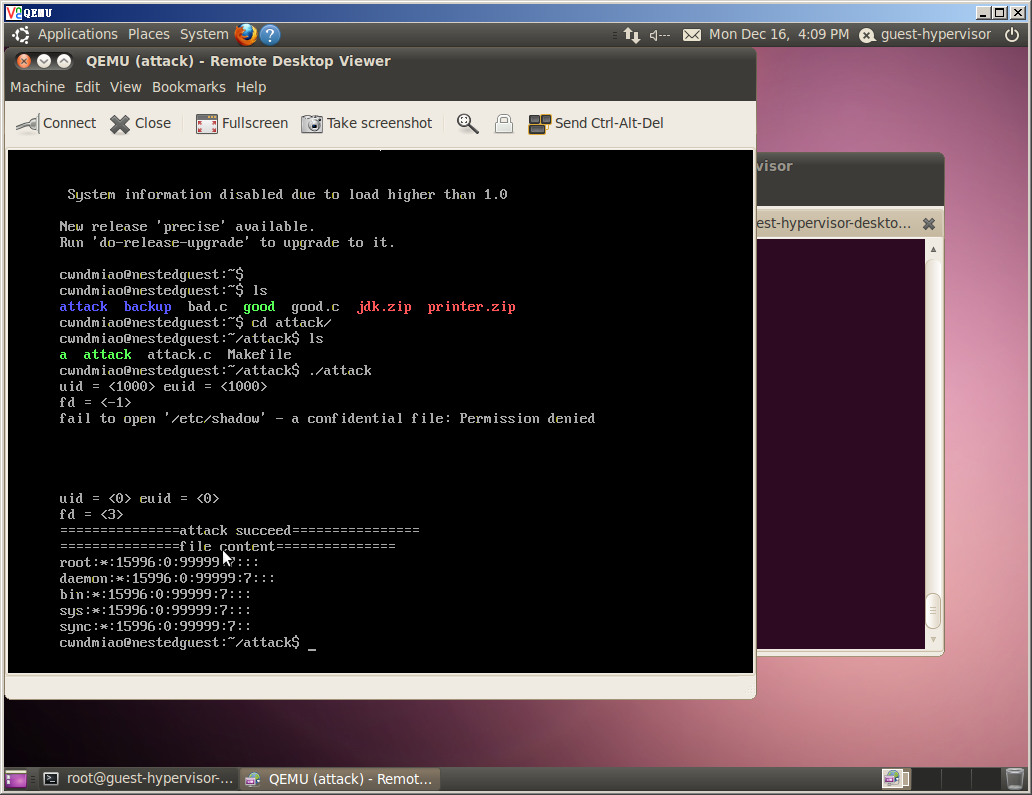 QEMU
Applications Places System
Mon Dec 16, 4:09 PM guest-hypervisor
QEMU (attack) - Remote Desktop Viewer
Machine Edit View Bookmarks Help
Connect Close Fullscreen Take screenshot Send Ctrl-Alt-Del
visor
est-hypervisor-deskto...
System information disabled due to load higher than 1.0
New release 'precise' available.
Run 'do-release-upgrade' to upgrade to it.
cwndmiao@nestedguest:~$
cwndmiao@nestedguest:~$ ls
attack backup bad.c good good.c jdk.zip printer.zip
cwndmiao@nestedguest:~$ cd attack/
cwndmiao@nestedguest:~/attack$ ls
a attack attack.c Makefile
cwndmiao@nestedguest:~/attack$ ./attack
uid = <1000> euid = <1000>
fd = <-1>
fail to open '/etc/shadow' - a confidential file: Permission denied
uid = <0> euid = <0>
fd = <3>
===============attack succeed================
===============file content===============
root:*:15996:0:99999:7:::
daemon:*:15996:0:99999:7:::
bin:*:15996:0:99999:7:::
sys:*:15996:0:99999:7:::
sync:*:15996:0:99999:7::
cwndmiao@nestedguest:~/attack$ _
root@guest-hypervisor-... QEMU (attack) - Remot...